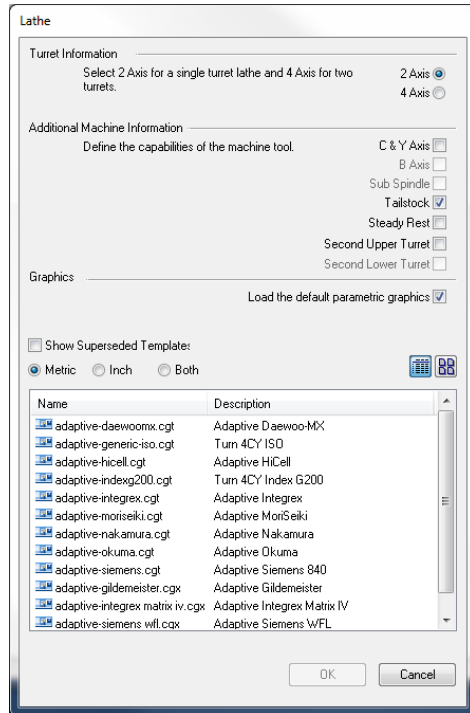 Lathe
Turret Information
Select 2 Axis for a single turret lathe and 4 Axis for two
turrets.
2 Axis
4 Axis
Additional Machine Information
Define the capabilities of the machine tool.
C & Y Axis
B Axis
Sub Spindle
Tailstock
Steady Rest
Second Upper Turret
Second Lower Turret
Graphics
Load the default parametric graphics
Show Superseded Templates
Metric Inch Both
Name Description
adaptive-daewoomx.cgt Adaptive Daewoo-MX
adaptive-generic-iso.cgt Turn 4CY ISO
adaptive-hicell.cgt Adaptive HiCell
adaptive-indexg200.cgt Turn 4CY Index G200
adaptive-integrex.cgt Adaptive Integrex
adaptive-moriseiki.cgt Adaptive MoriSeiki
adaptive-nakamura.cgt Adaptive Nakamura
adaptive-okuma.cgt Adaptive Okuma
adaptive-siemens.cgt Adaptive Siemens 840
adaptive-gildemeister.cgx Adaptive Gildemeister
adaptive-integrex matrix iv.cgx Adaptive Integrex Matrix IV
adaptive-siemens wfl.cgx Adaptive Siemens WFL
OK Cancel